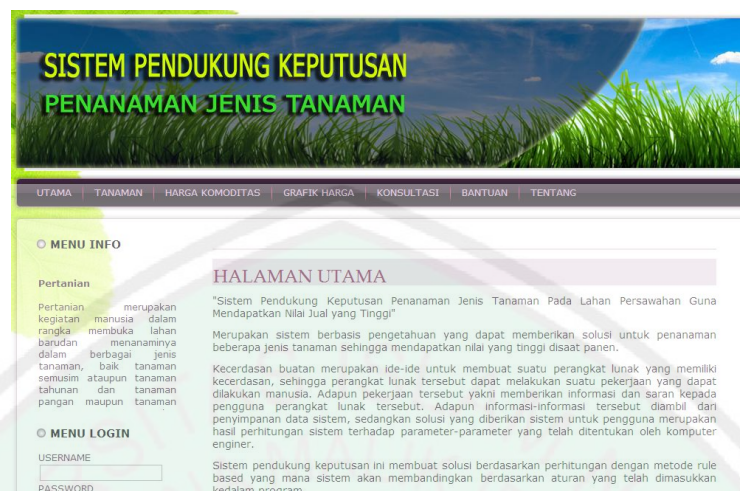 SISTEM PENDUKUNG KEPUTUSAN
PENANAMAN JENIS TANAMAN
UTAMA TANAMAN HARGA KOMODITAS GRAFIK HARGA KONSULTASI BANTUAN TENTANG
MENU INFO
Pertanian
Pertanian merupakan
kegiatan manusia dalam
rangka membuka lahan
barudan menanaminya
dalam berbagai jenis
tanaman, baik tanaman
semusim ataupun tanaman
tahunan dan tanaman
pangan maupun tanaman
MENU LOGIN
USERNAME
PASSWORD
HALAMAN UTAMA
"Sistem Pendukung Keputusan Penanaman Jenis Tanaman Pada Lahan Persawahan Guna
Mendapatkan Nilai Jual yang Tinggi"
Merupakan sistem berbasis pengetahuan yang dapat memberikan solusi untuk penanaman
beberapa jenis tanaman sehingga mendapatkan nilai yang tinggi disaat panen.
Kecerdasan buatan merupakan ide-ide untuk membuat suatu perangkat lunak yang memiliki
kecerdasan, sehingga perangkat lunak tersebut dapat melakukan suatu pekerjaan yang dapat
dilakukan manusia. Adapun pekerjaan tersebut yakni memberikan informasi dan saran kepada
pengguna perangkat lunak tersebut. Adapun informasi-informasi tersebut diambil dari
penyimpanan data sistem, sedangkan solusi yang diberikan sistem untuk pengguna merupakan
hasil perhitungan sistem terhadap parameter-parameter yang telah ditentukan oleh komputer
enginer.
Sistem pendukung keputusan ini membuat solusi berdasarkan perhitungan dengan metode rule
based yang mana sistem akan membandingkan berdasarkan aturan yang telah dimasukkan
kedalam program